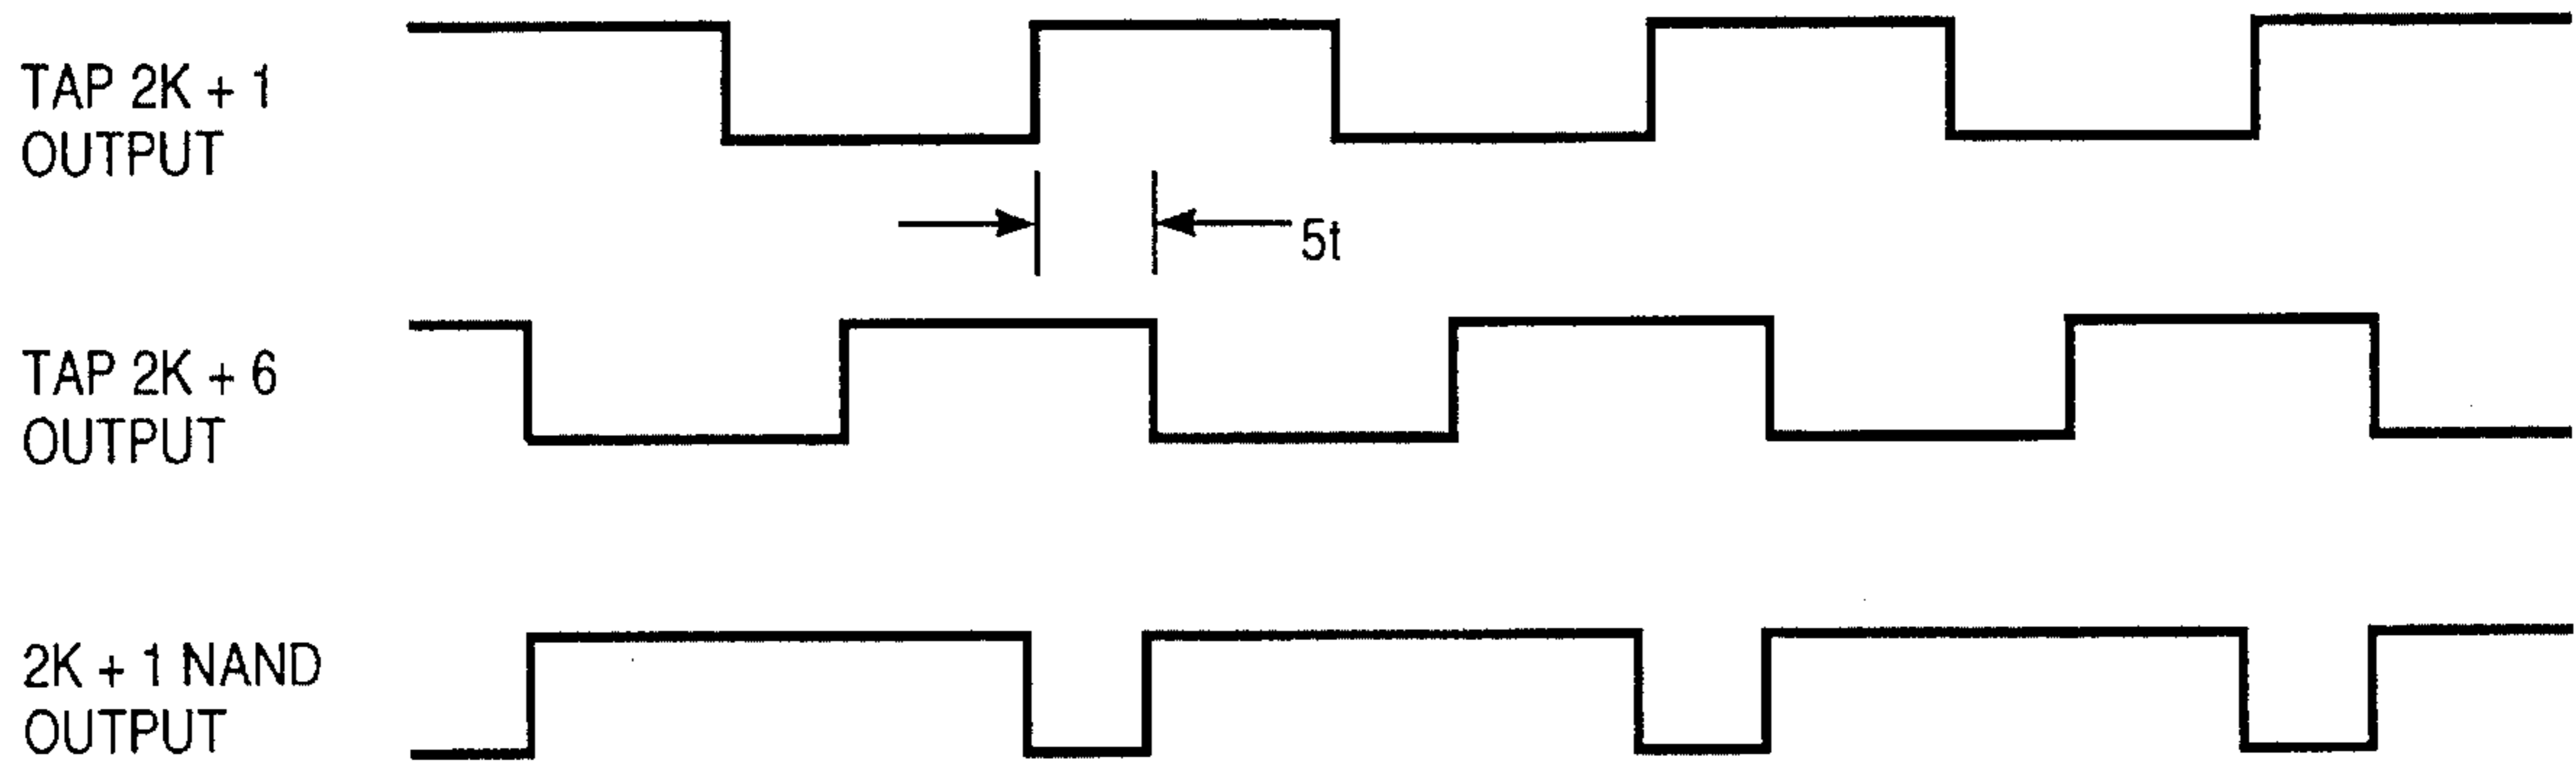 TAP 2K + 1
OUTPUT
5t
TAP 2K + 6
OUTPUT
2K + 1 NAND
OUTPUT